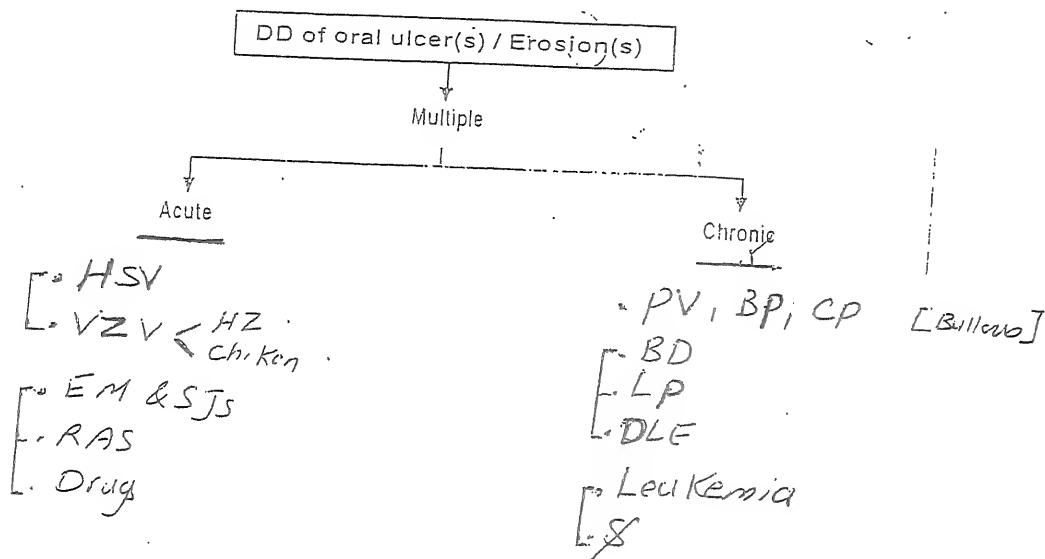 DD of oral ulcer(s) / Erosion(s)
Multiple
Acute
HSV
VZV < HZ
Chiken
EM & SJS
RAS
Drug
Chronic
PV, BP, CP [Bullous]
BD
LP
DLE
Leukemia